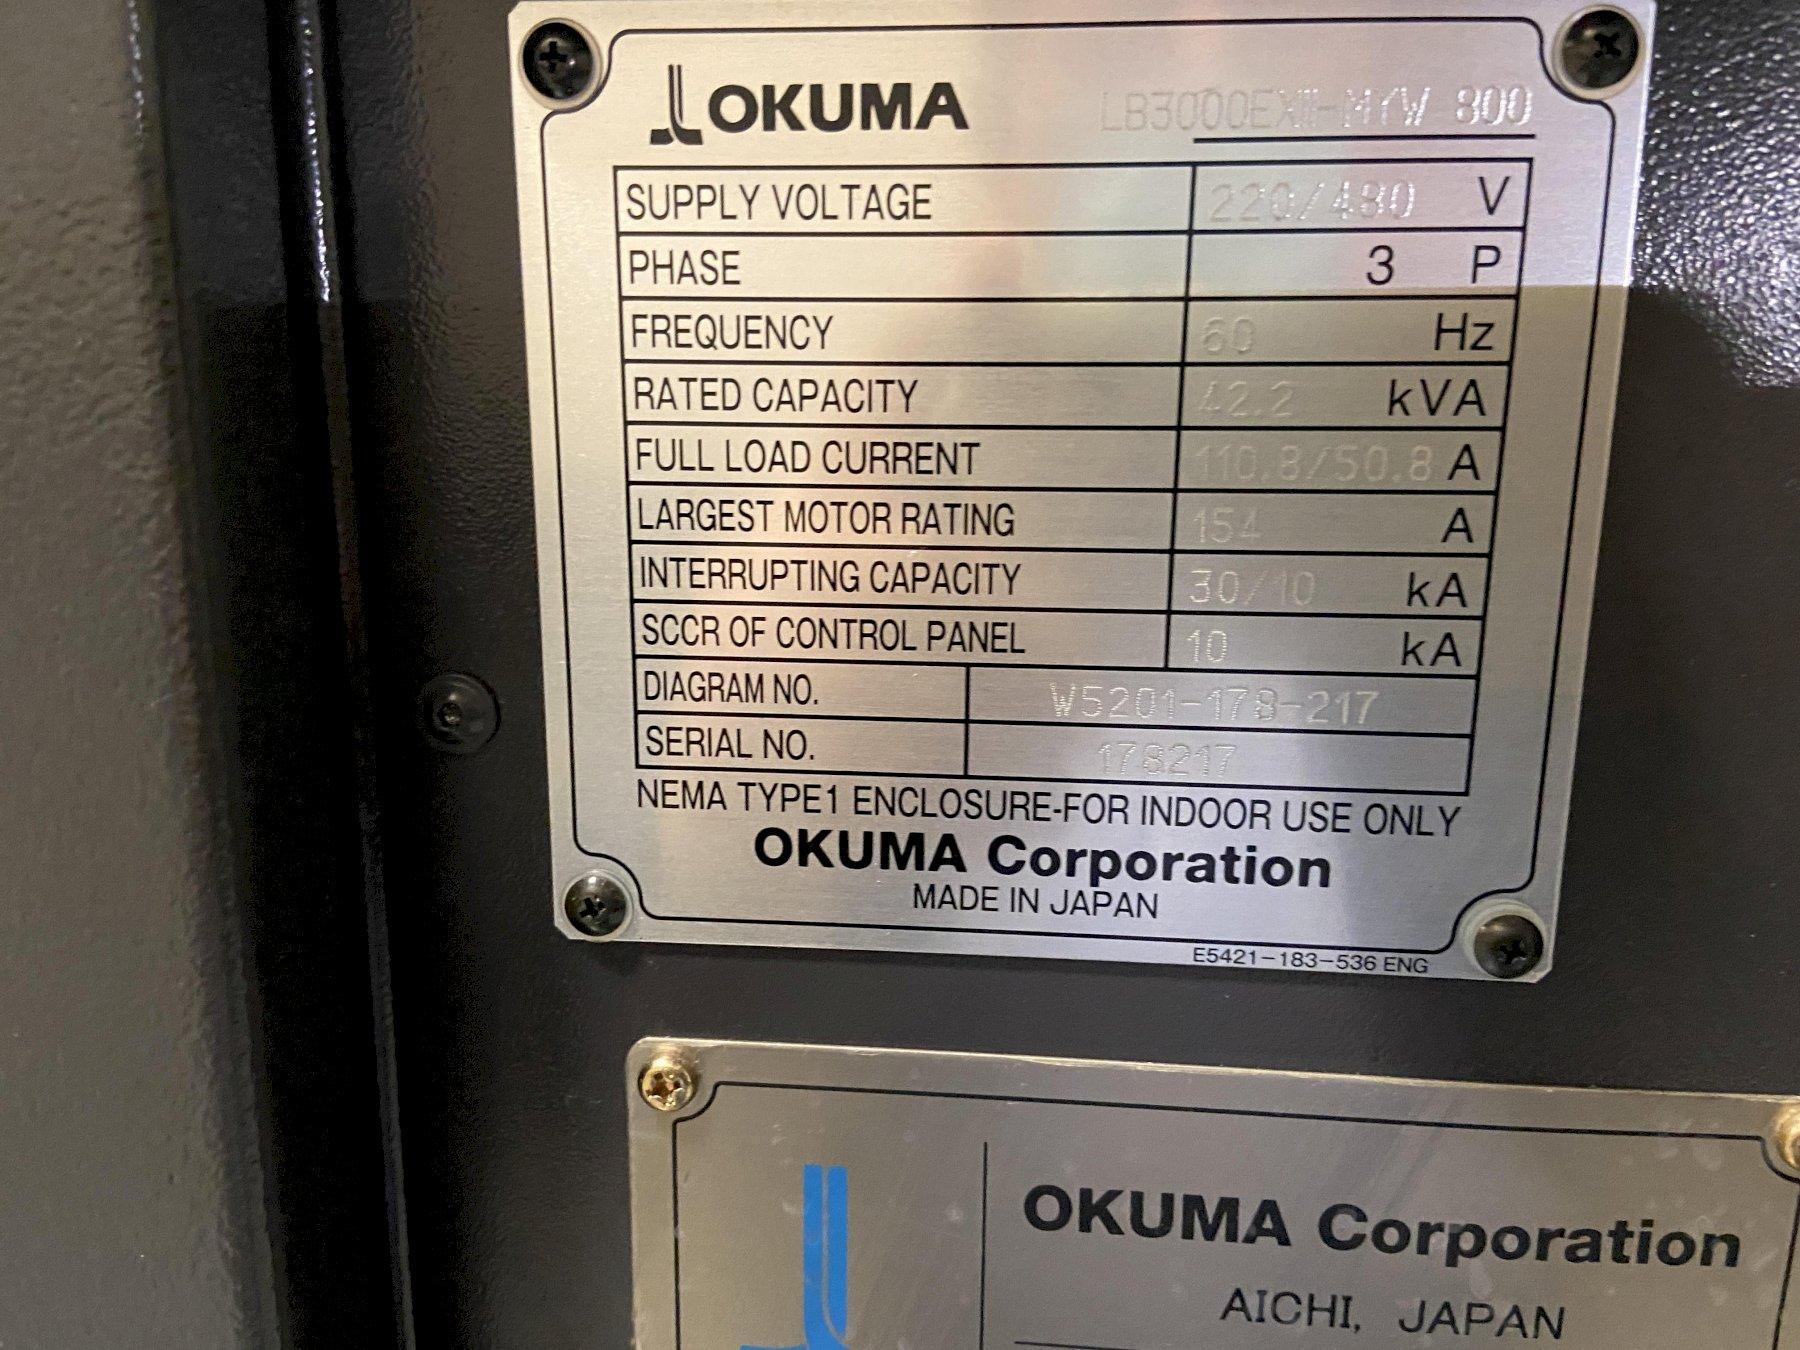 OKUMA LB3000EXII-MYW 800
SUPPLY VOLTAGE 220/480 V
PHASE 3 P
FREQUENCY 60 Hz
RATED CAPACITY 42.2 kVA
FULL LOAD CURRENT 110.8/50.8 A
LARGEST MOTOR RATING 154 A
INTERRUPTING CAPACITY 30/10 kA
SCCR OF CONTROL PANEL 10 kA
DIAGRAM NO. W5201-178-217
SERIAL NO. 178217
NEMA TYPE1 ENCLOSURE-FOR INDOOR USE ONLY
OKUMA Corporation
MADE IN JAPAN
E5421-183-536 ENG
OKUMA Corporation
AICHI, JAPAN